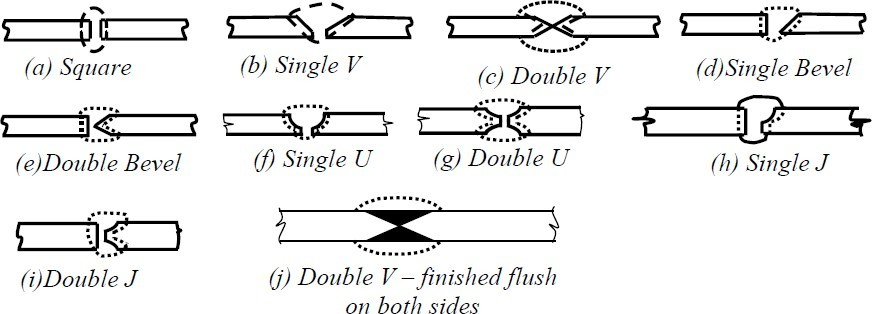 (a) Square
(b) Single V
(c) Double V
(d)Single Bevel
(e)Double Bevel
(f) Single U
(g) Double U
(h) Single J
(i)Double J
(j) Double V – finished flush
on both sides